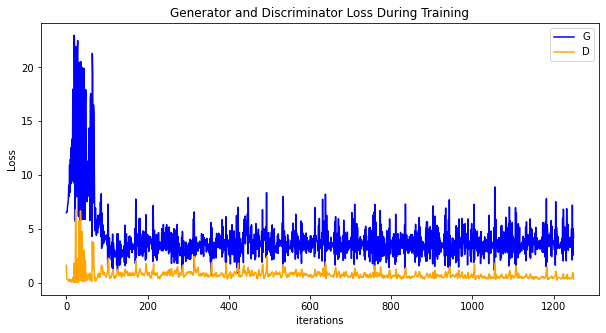 Generator and Discriminator Loss During Training
G
D
Loss
20
15
10
5
0
0 200 400 600 800 1000 1200
iterations